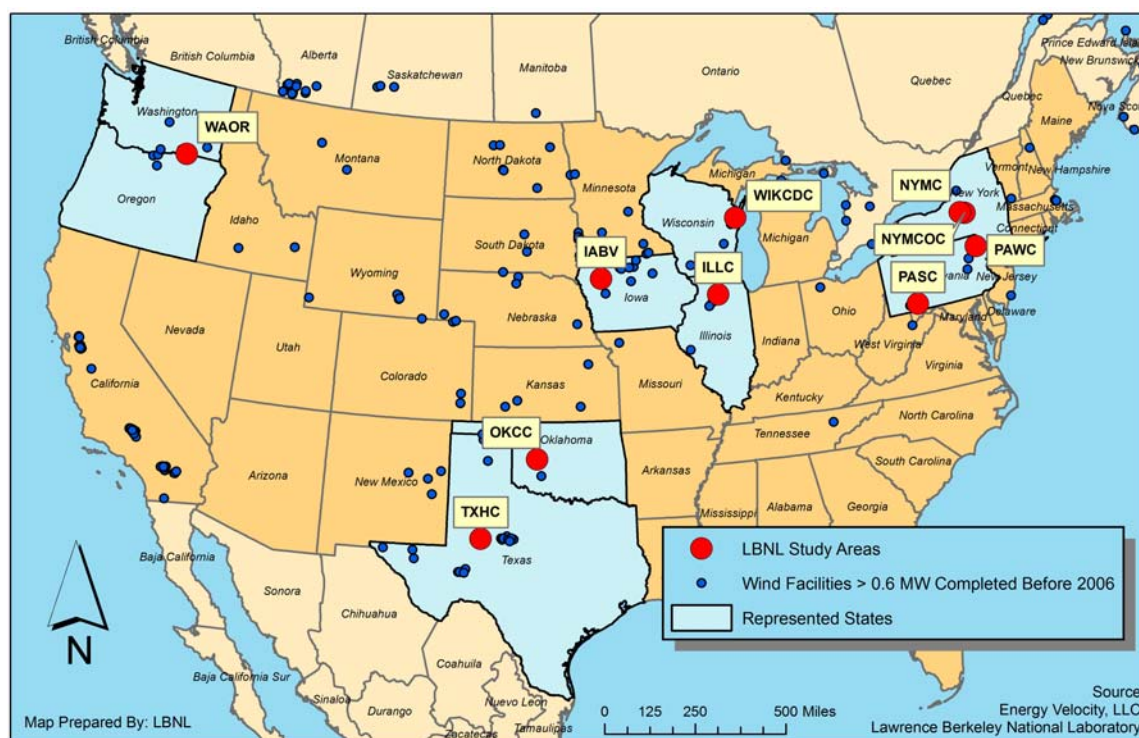 British Columbia
British Columbia
Alberta
Saskatchewan
Manitoba
Ontario
Quebec
Prince Edward Isla
New Brunswick
Quebec
Nova Scot
Maine
Washington
WAOR
Montana
North Dakota
Minnesota
Michigan
Vermont
New Hampshire
NYMC
New York
Massachusetts
Oregon
Idaho
South Dakota
Wisconsin
WIKCDC
Michigan
Connecticut
NYMCOC
PAWC
IABV
ILLC
PASC
vania
New Jersey
Wyoming
Iowa
Nebraska
Illinois
Indiana
Ohio
Maryland
Delaware
West Virginia
Virginia
Nevada
Utah
Colorado
Kansas
Missouri
Kentucky
California
OKCC
Oklahoma
Tennessee
North Carolina
Arizona
New Mexico
Arkansas
South Carolina
Mississippi
Alabama
Georgia
TXHC
Texas
LBNL Study Areas
Wind Facilities > 0.6 MW Completed Before 2006
Represented States
Baja California
Sonora
Chihuahua
N
Coahuila
Baja California Sur
Sinaloa
Durango
Nuevo Leon
Tamaulipas
Zacatecas
Map Prepared By: LBNL
0 125 250 500 Miles
Source
Energy Velocity, LLC
Lawrence Berkeley National Laboratory